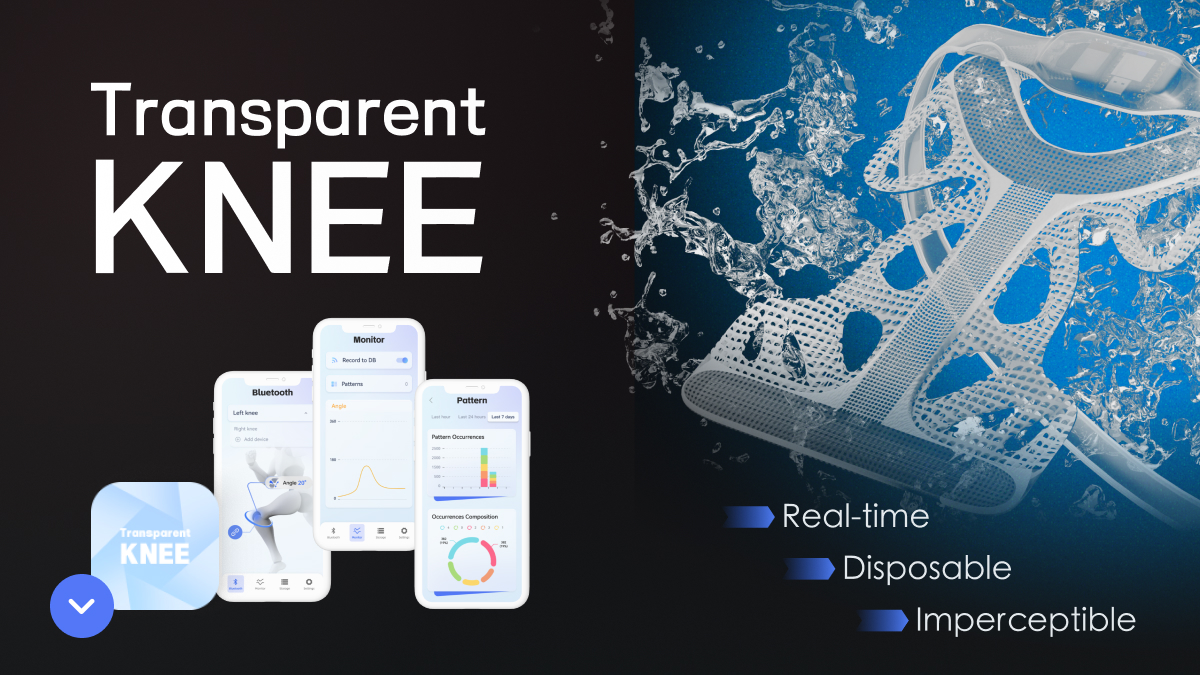 Transparent
KNEE
Bluetooth
Left knee
Right knee
Add device
Angle 20°
Monitor
Record to DB
Patterns
Angle
Pattern
Last hour
Last 24 hours
Last 7 days
Pattern Occurrences
Occurrences Composition
Transparent
KNEE
Real-time
Disposable
Imperceptible